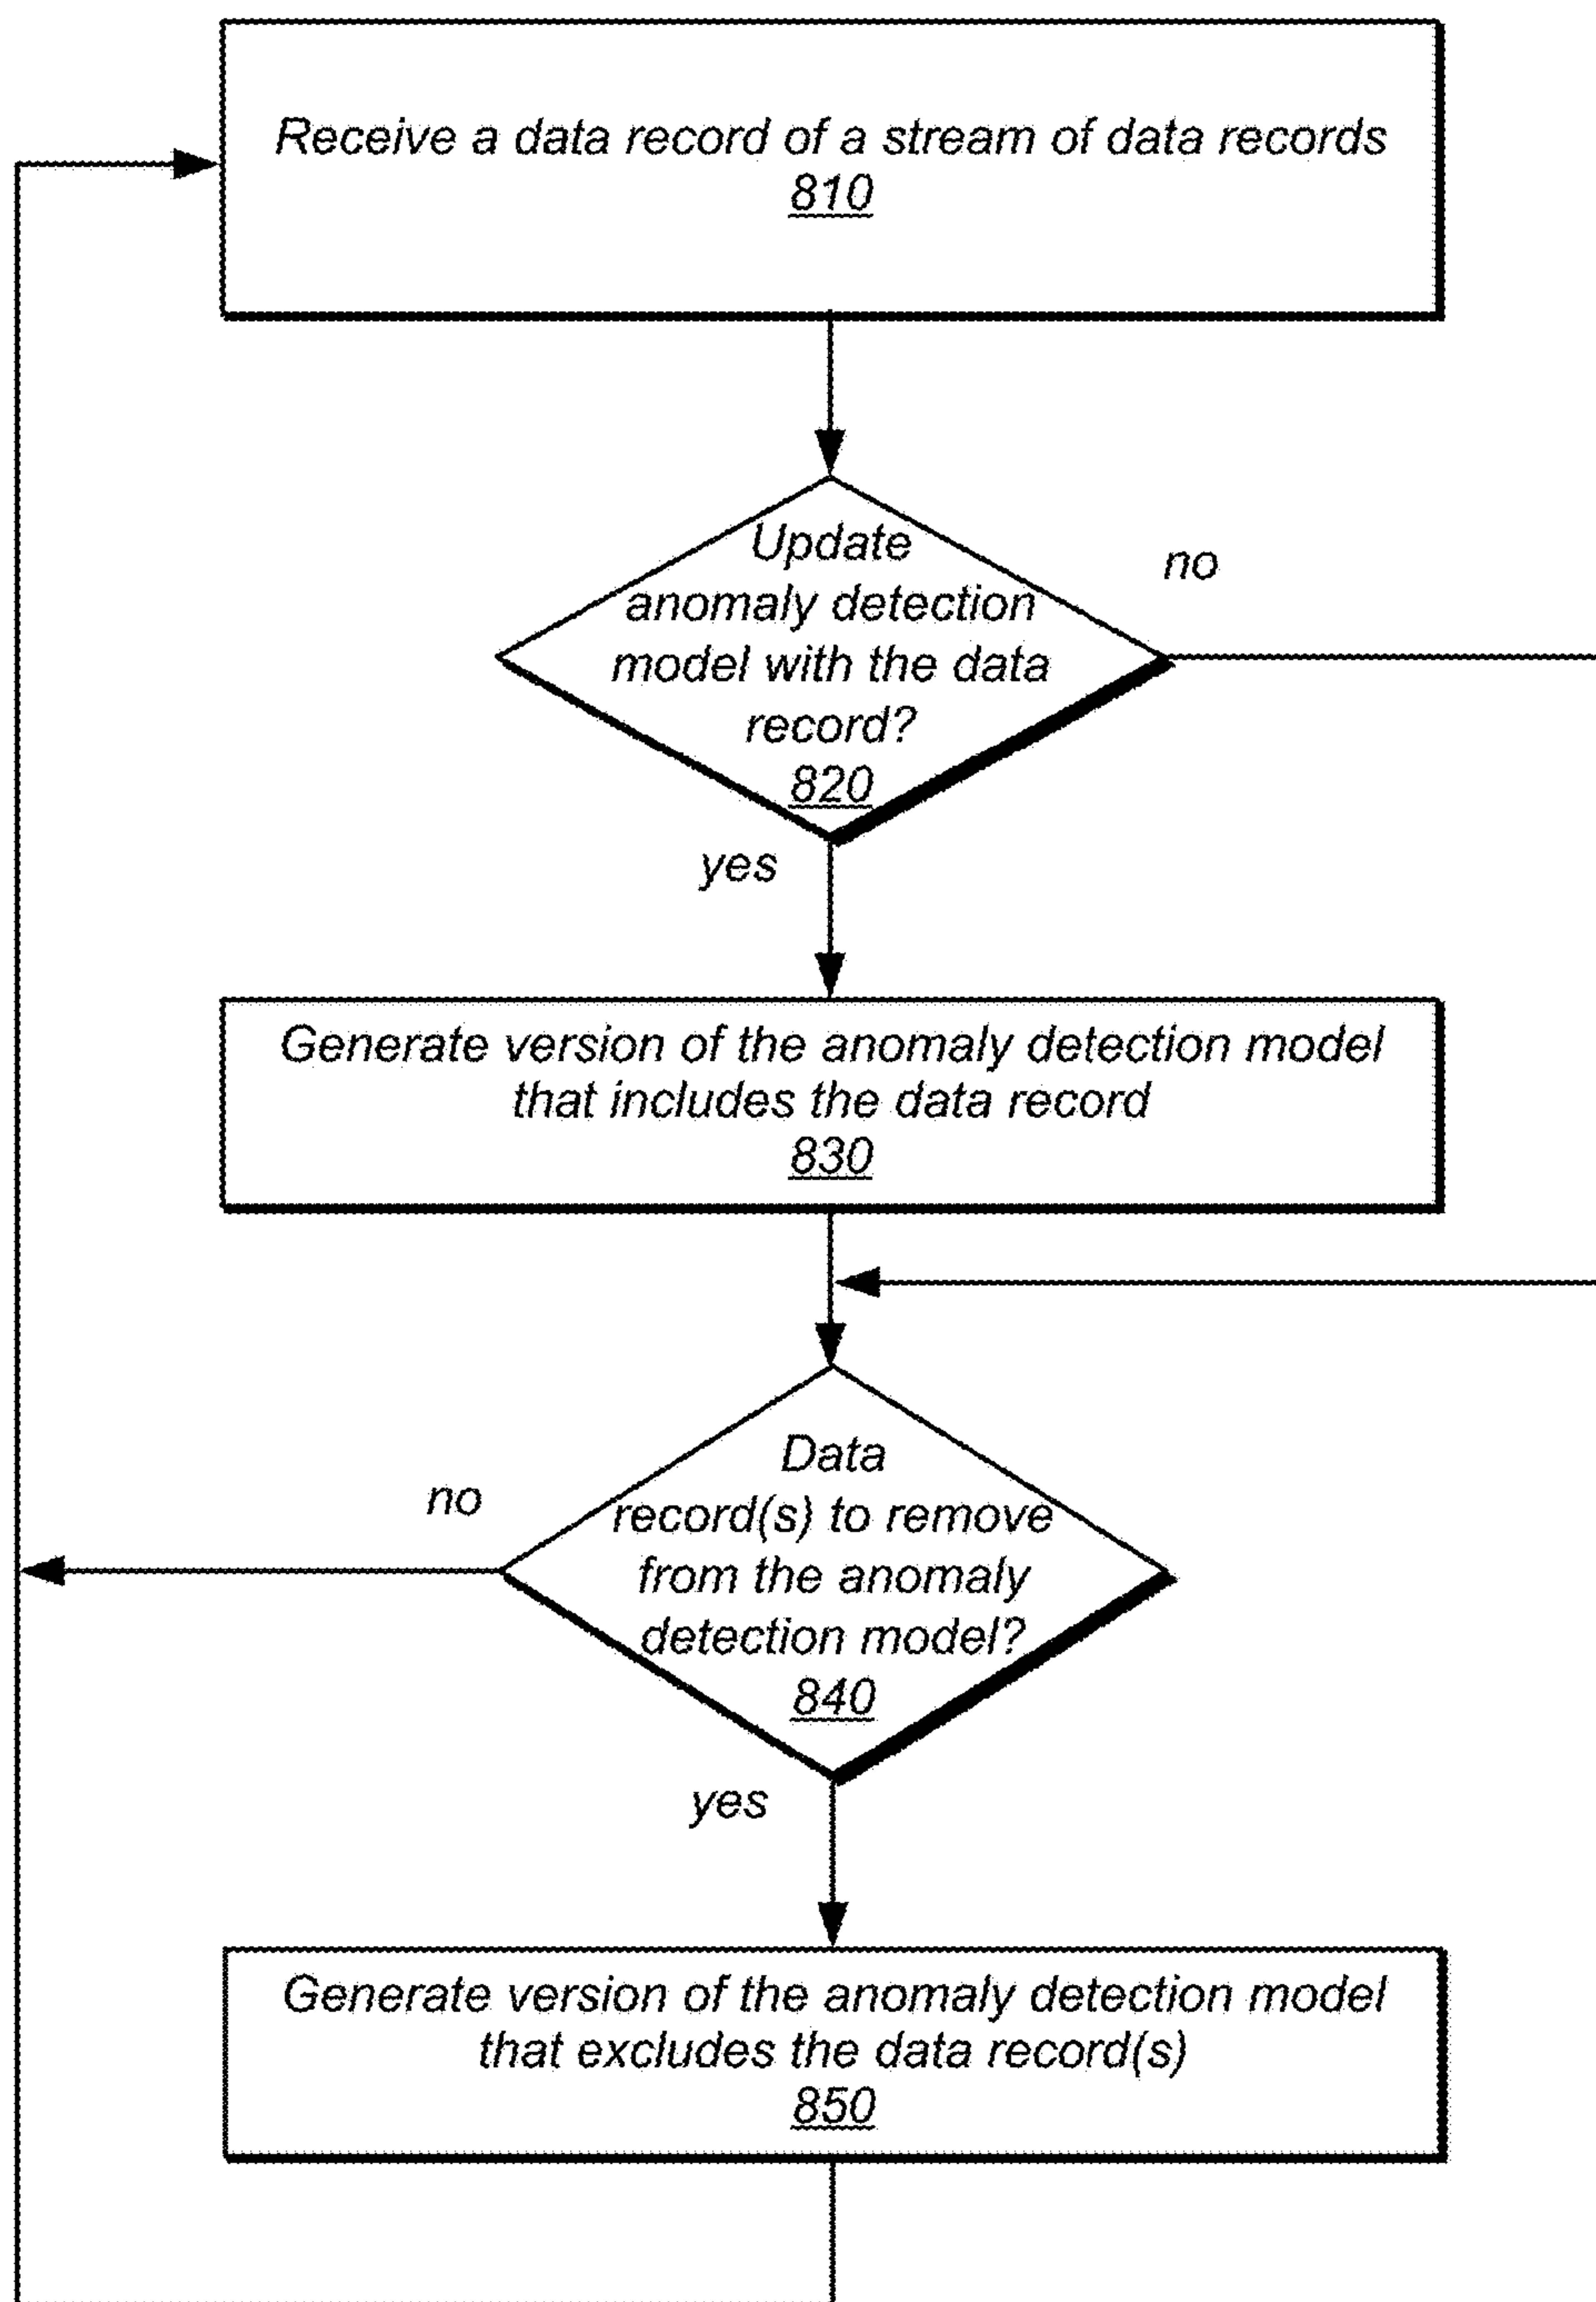 Receive a data record of a stream of data records
810
Update
anomaly detection
model with the data
record?
820
no
yes
Generate version of the anomaly detection model
that includes the data record
830
Data
record(s) to remove
from the anomaly
detection model?
840
no
yes
Generate version of the anomaly detection model
that excludes the data record(s)
850